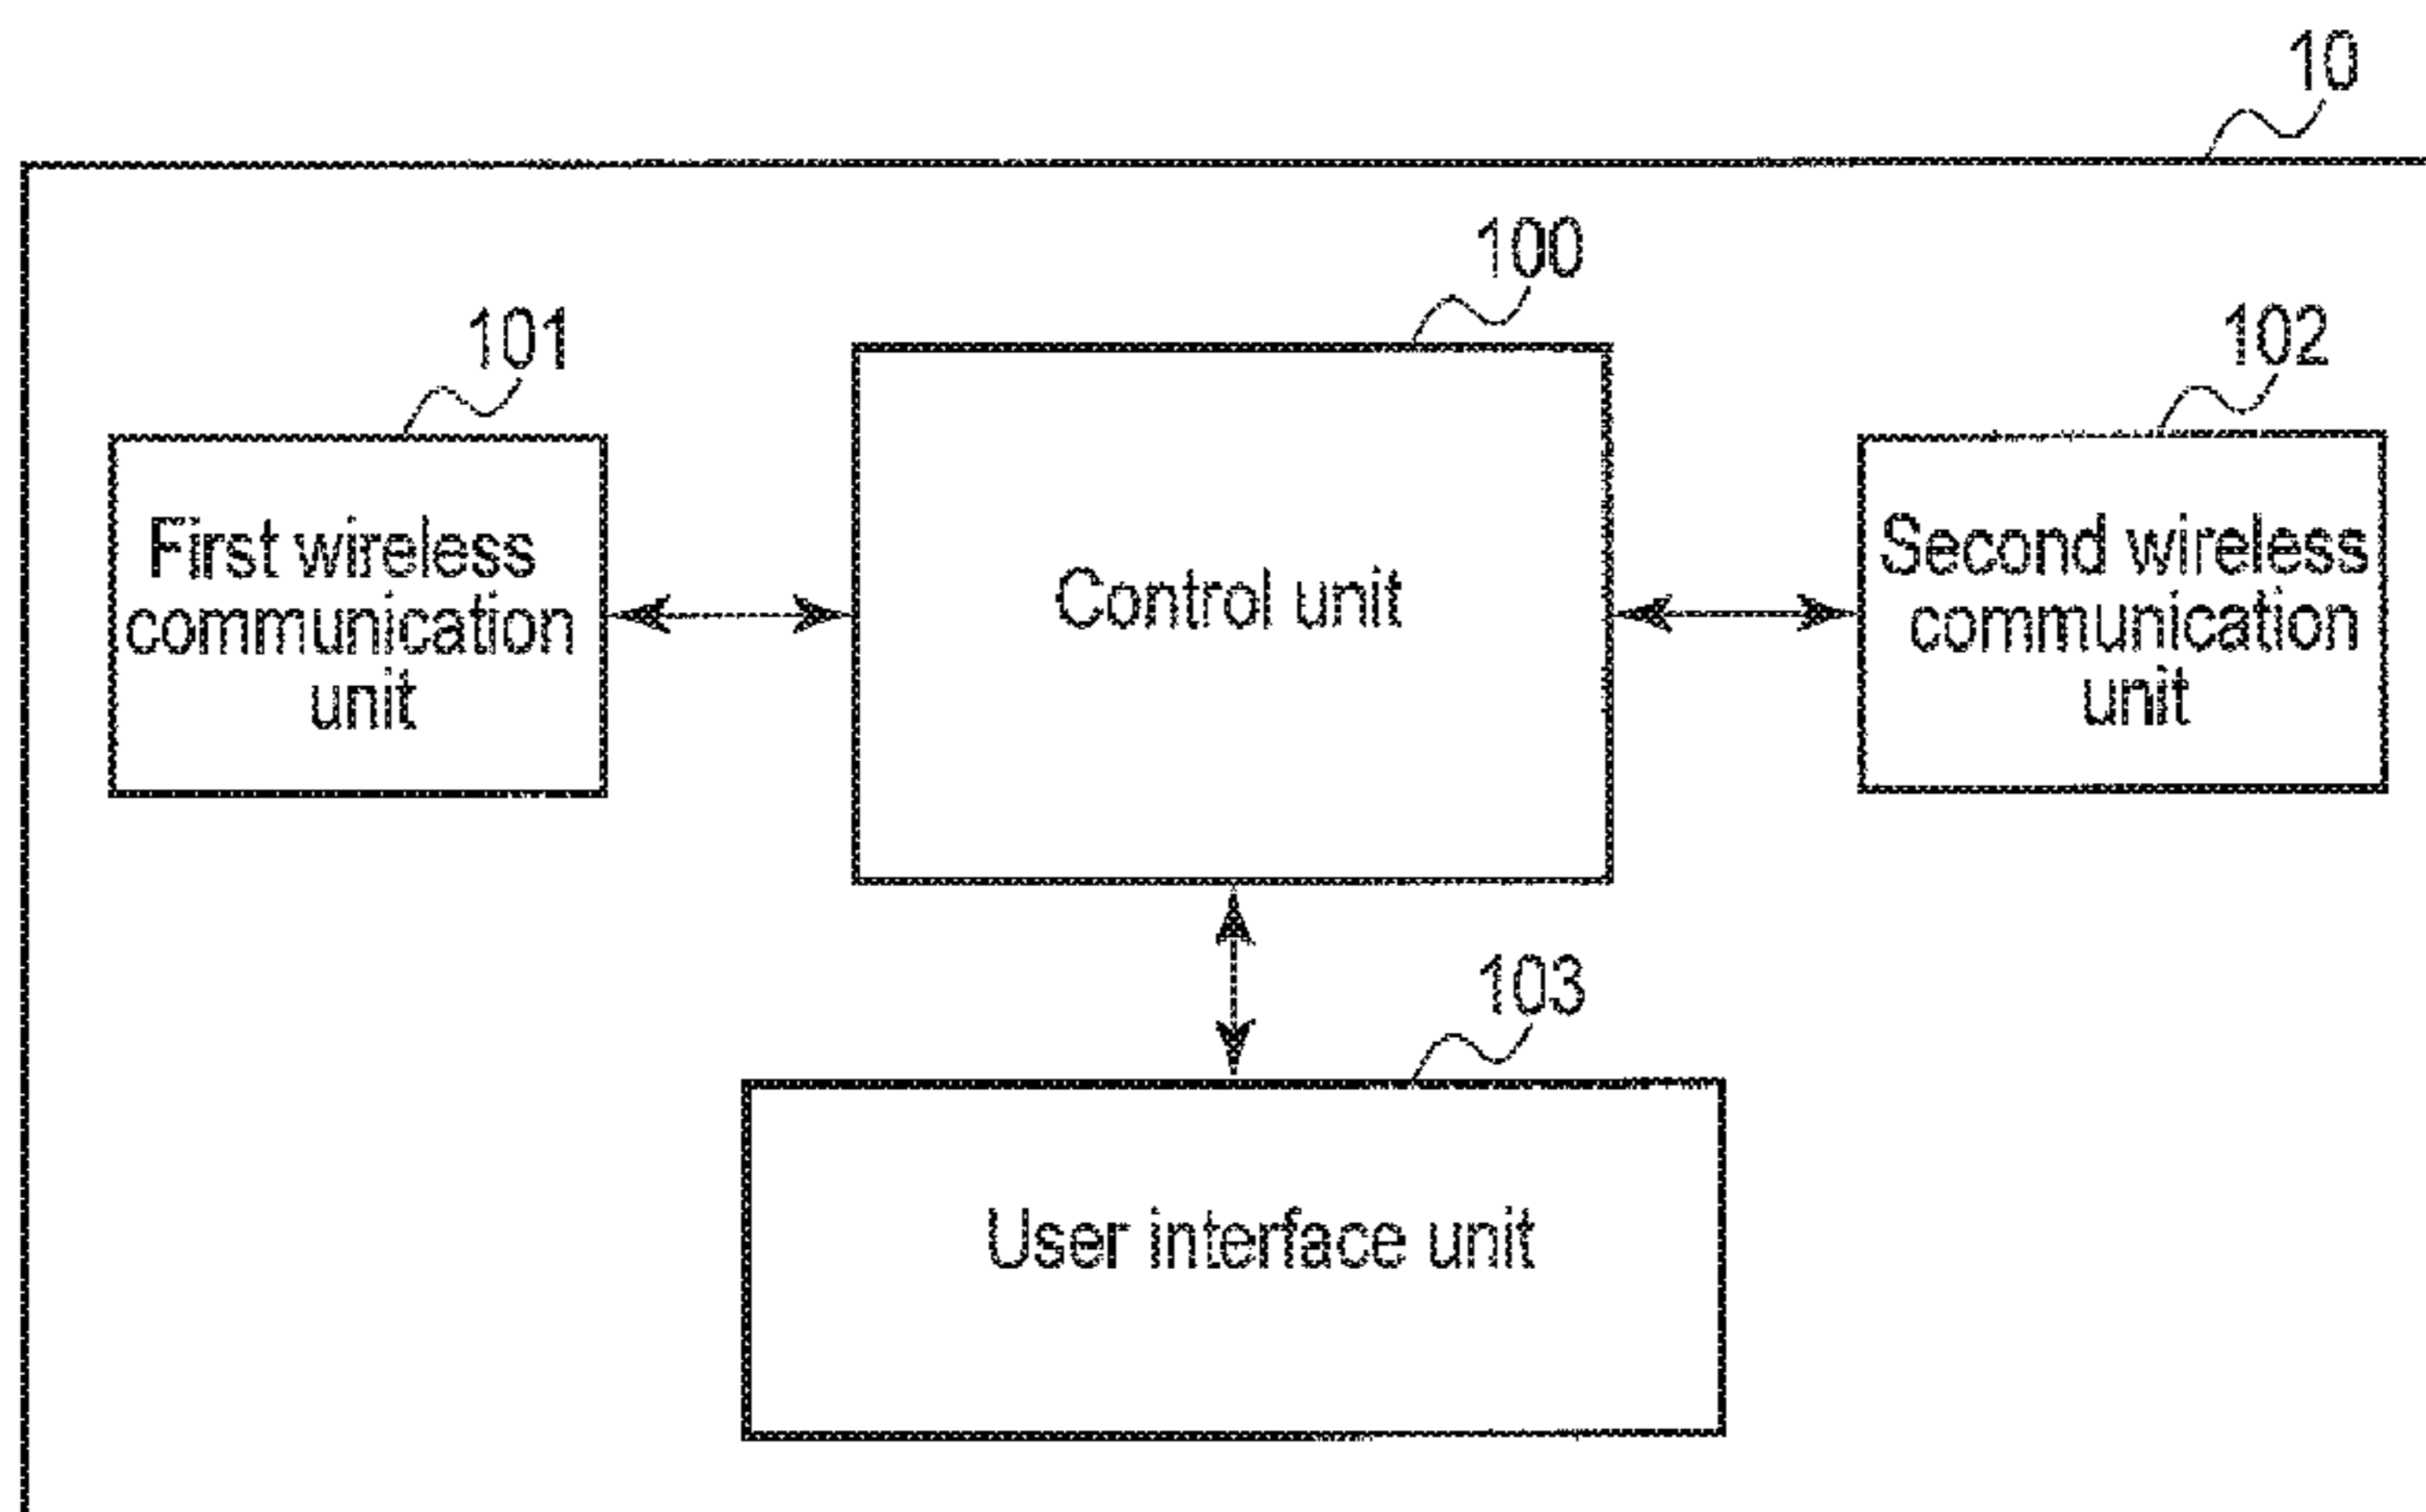 10
100
101
102
First wireless
communication
unit
Control unit
Second wireless
communication
unit
103
User interface unit